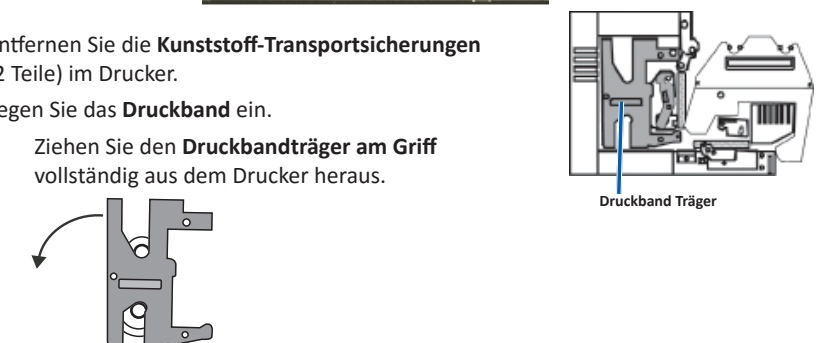 ntfernen Sie die Kunststoff-Transportsicherungen
2 Teile) im Drucker.
egen Sie das Druckband ein.
Ziehen Sie den Druckbandträger am Griff
vollständig aus dem Drucker heraus.
Druckband Träger